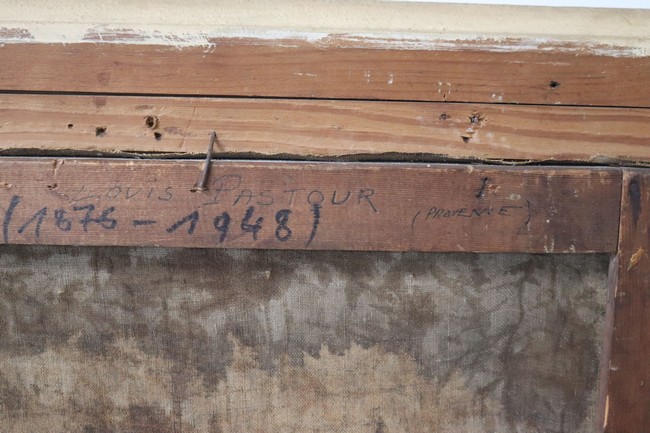 LOUIS PASTOUR
(PROVENCE)
(1876-1948)